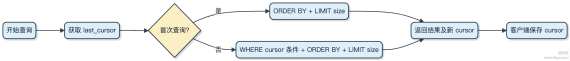 开始查询
获取 last_cursor
首次查询?
是
ORDER BY + LIMIT size
否
WHERE cursor 条件 + ORDER BY + LIMIT size
返回结果及新 cursor
客户端保存 cursor